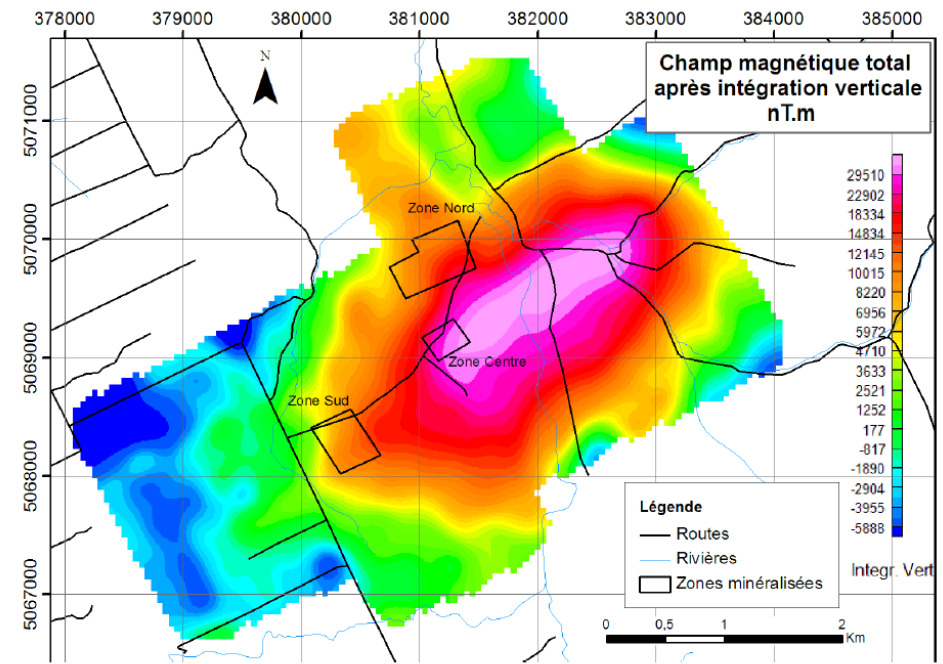 378000 379000 380000 381000 382000 383000 384000 385000
5071000
5070000
5069000
5068000
5067000
N
Champ magnétique total
après intégration verticale
nT.m
Zone Nord
Zone Centre
Zone Sud
29510
22902
18334
14834
12145
10015
8220
6956
5972
4710
3633
2521
1252
177
-817
-1890
-2904
-3955
-5688
Integr. Vert
Légende
Routes
Rivières
Zones minéralisées
0 0,5 1 2
Km